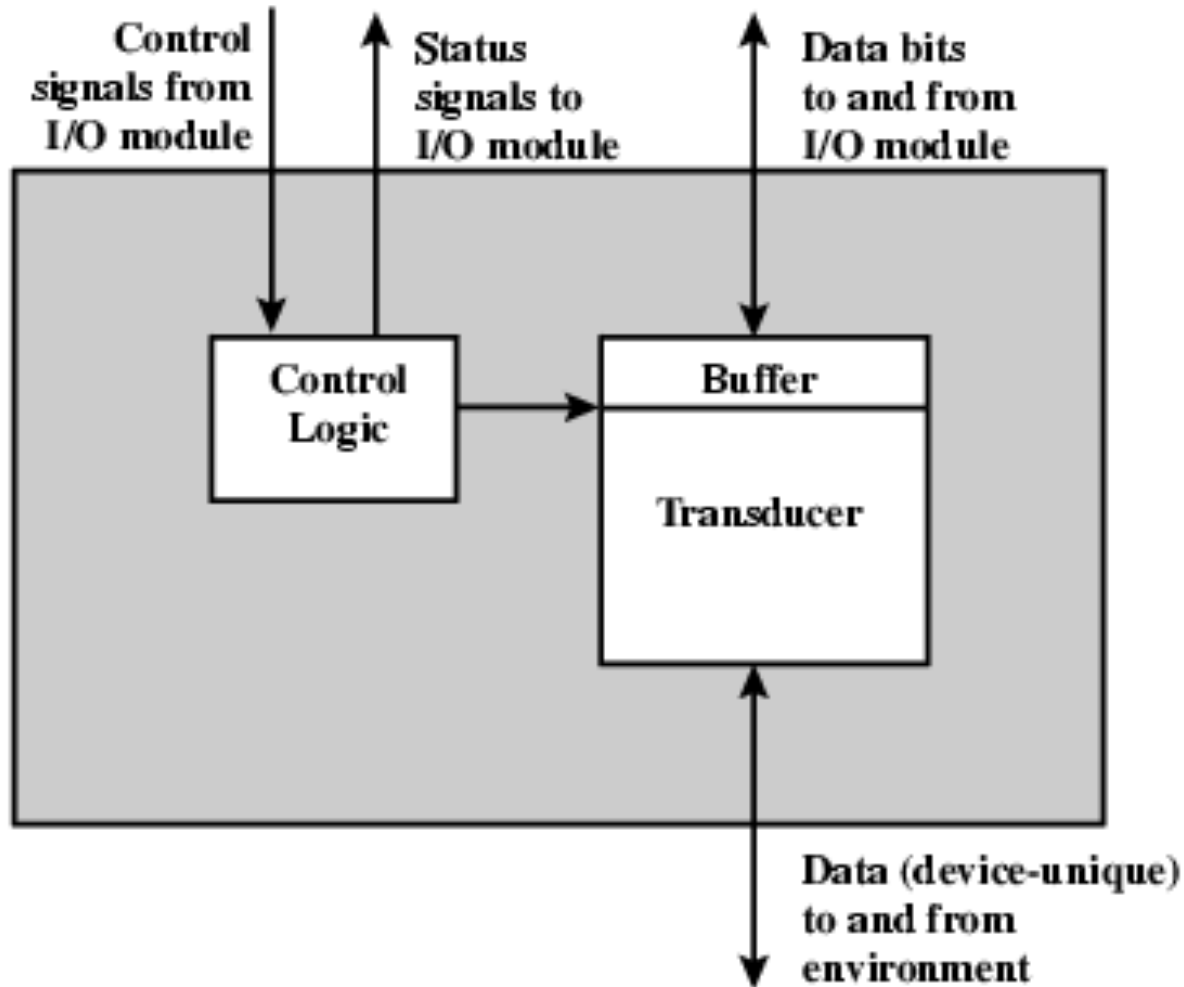 Control
signals from
I/O module
Status
signals to
I/O module
Data bits
to and from
I/O module
Control
Logic
Buffer
Transducer
Data (device-unique)
to and from
environment